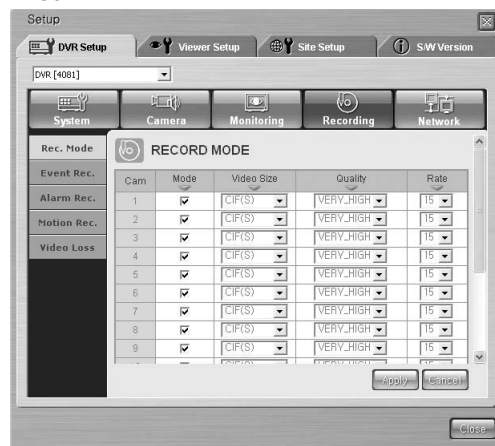 Setup
DVR Setup Viewer Setup Site Setup S/W Version
DVR [4081]
System Camera Monitoring Recording Network
Rec. Mode
Event Rec.
Alarm Rec.
Motion Rec.
Video Loss
RECORD MODE
Cam Mode Video Size Quality Rate
1 CIF(S) VERY_HIGH 15
2 CIF(S) VERY_HIGH 15
3 CIF(S) VERY_HIGH 15
4 CIF(S) VERY_HIGH 15
5 CIF(S) VERY_HIGH 15
6 CIF(S) VERY_HIGH 15
7 CIF(S) VERY_HIGH 15
8 CIF(S) VERY_HIGH 15
9 CIF(S) VERY_HIGH 15
Apply Cancel
Close